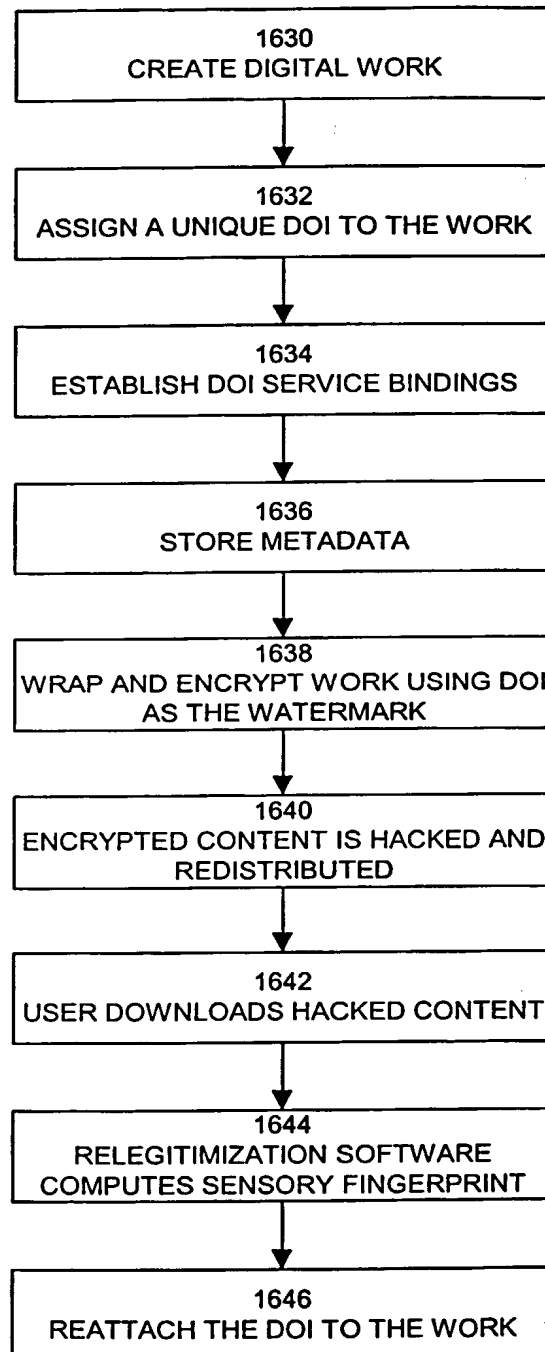 1630
CREATE DIGITAL WORK
1632
ASSIGN A UNIQUE DOI TO THE WORK
1634
ESTABLISH DOI SERVICE BINDINGS
1636
STORE METADATA
1638
WRAP AND ENCRYPT WORK USING DOI
AS THE WATERMARK
1640
ENCRYPTED CONTENT IS HACKED AND
REDISTRIBUTED
1642
USER DOWNLOADS HACKED CONTENT
1644
RELEGITIMIZATION SOFTWARE
COMPUTES SENSORY FINGERPRINT
1646
REATTACH THE DOI TO THE WORK